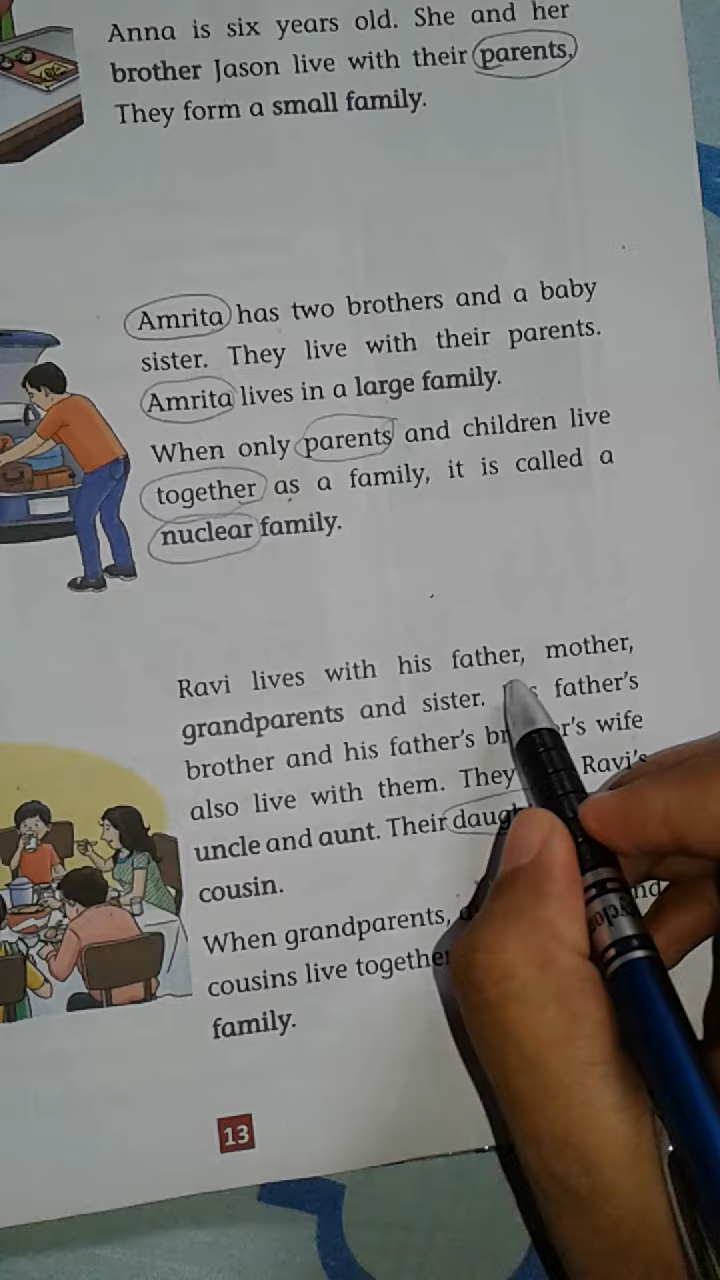 Anna is six years old. She and her
brother Jason live with their parents.
They form a small family.
Amrita has two brothers and a baby
sister. They live with their parents.
Amrita lives in a large family.
When only parents and children live
together as a family, it is called a
nuclear family.
Ravi lives with his father, mother,
grandparents and sister. father's
brother and his father's wife
also live with them. They Ravi's
uncle and aunt. Their
cousin.
When grandparents,
cousins live together
family.
13